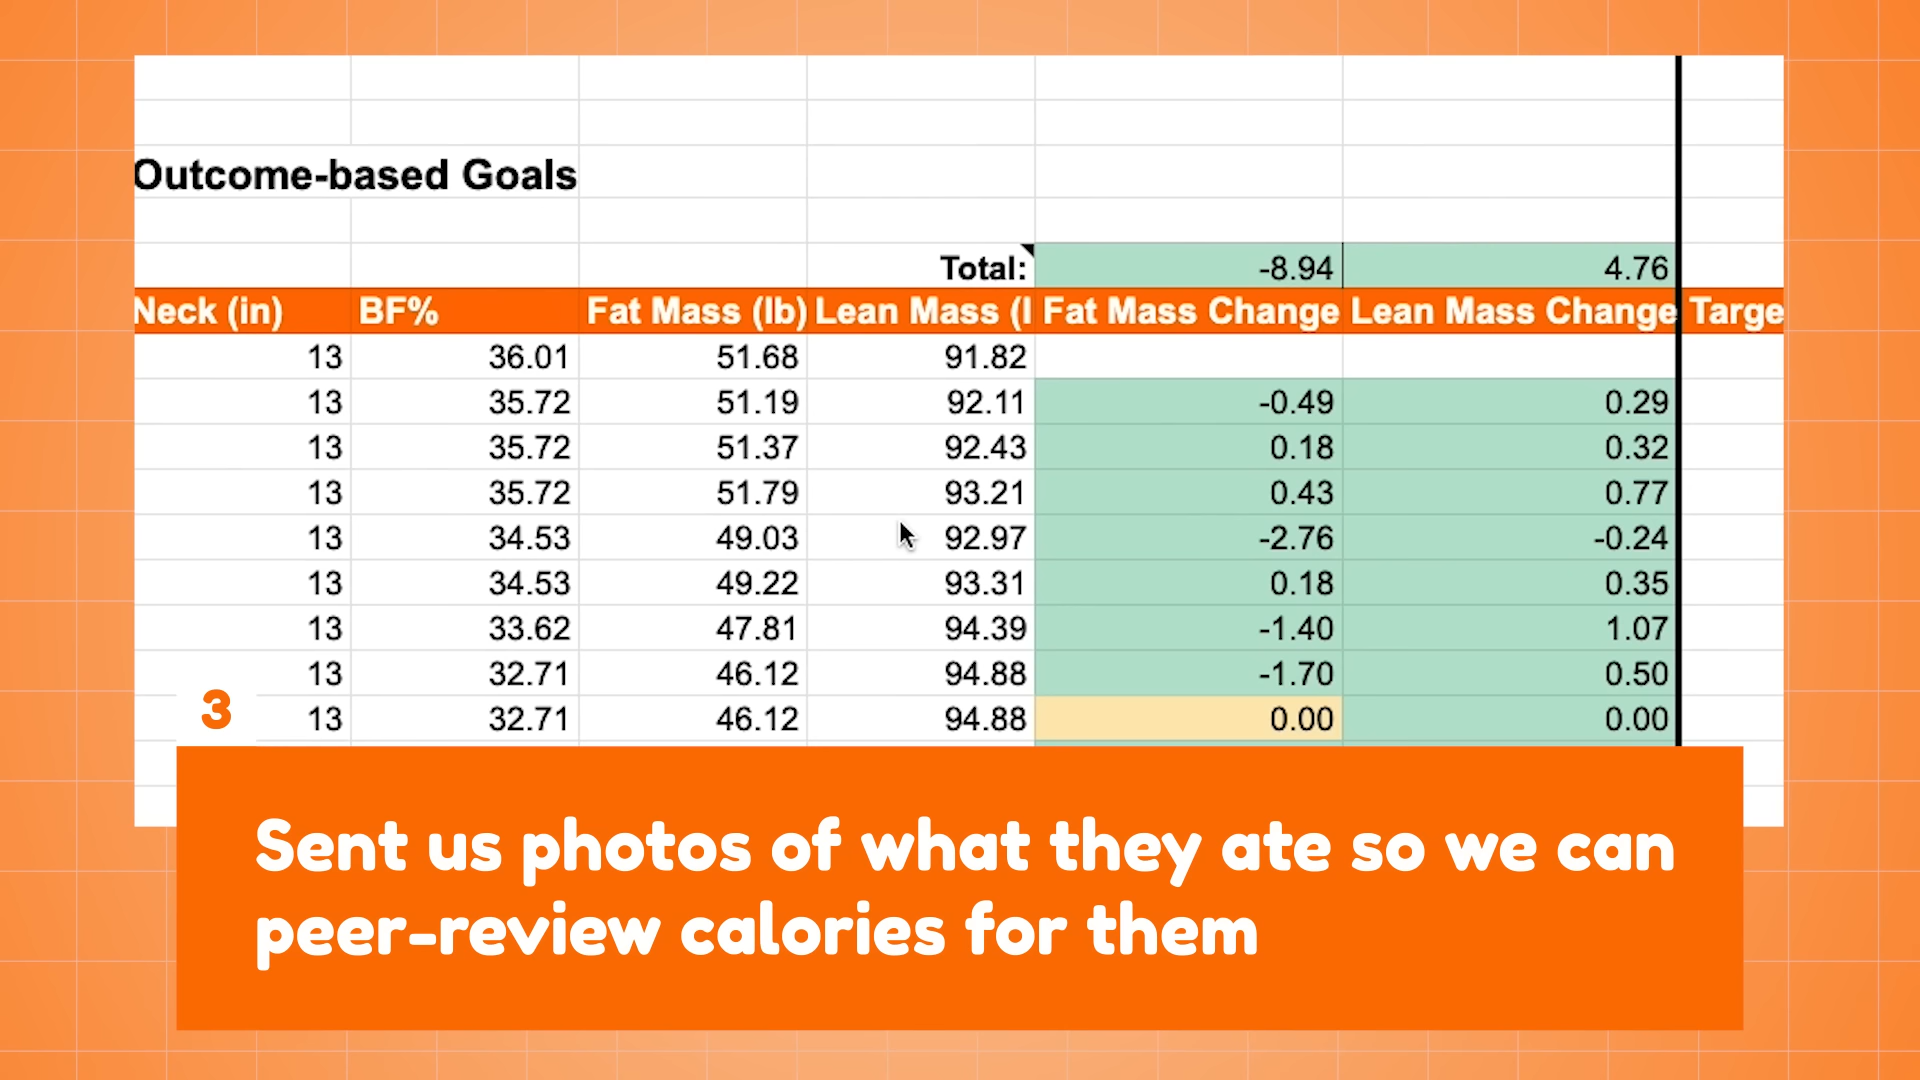 Outcome-based Goals
Total: -8.94 4.76
Neck (in) BF% Fat Mass (lb) Lean Mass (l Fat Mass Change Lean Mass Change Targe
13 36.01 51.68 91.82
13 35.72 51.19 92.11 -0.49 0.29
13 35.72 51.37 92.43 0.18 0.32
13 35.72 51.79 93.21 0.43 0.77
13 34.53 49.03 92.97 -2.76 -0.24
13 34.53 49.22 93.31 0.18 0.35
13 33.62 47.81 94.39 -1.40 1.07
13 32.71 46.12 94.88 -1.70 0.50
13 32.71 46.12 94.88 0.00 0.00
3
Sent us photos of what they ate so we can
peer-review calories for them